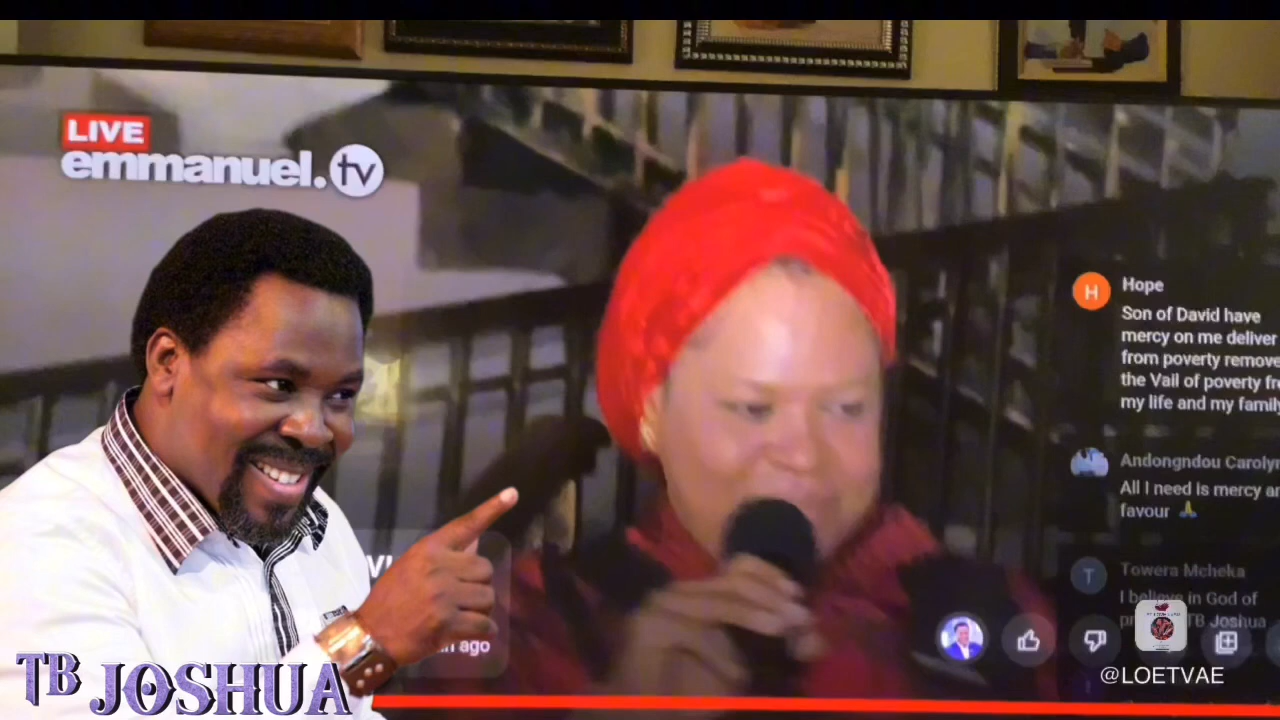 LIVE
emmanuel.tv
H
Hope
Son of David have
mercy on me deliver
from poverty remove
the Vail of poverty
my life and my family
Andongndou Carolyn
All I need is mercy
favour 🙏
T
Towera Mcheka
I believe in God of
TB Joshua
ago
TB JOSHUA
@LOETVAE